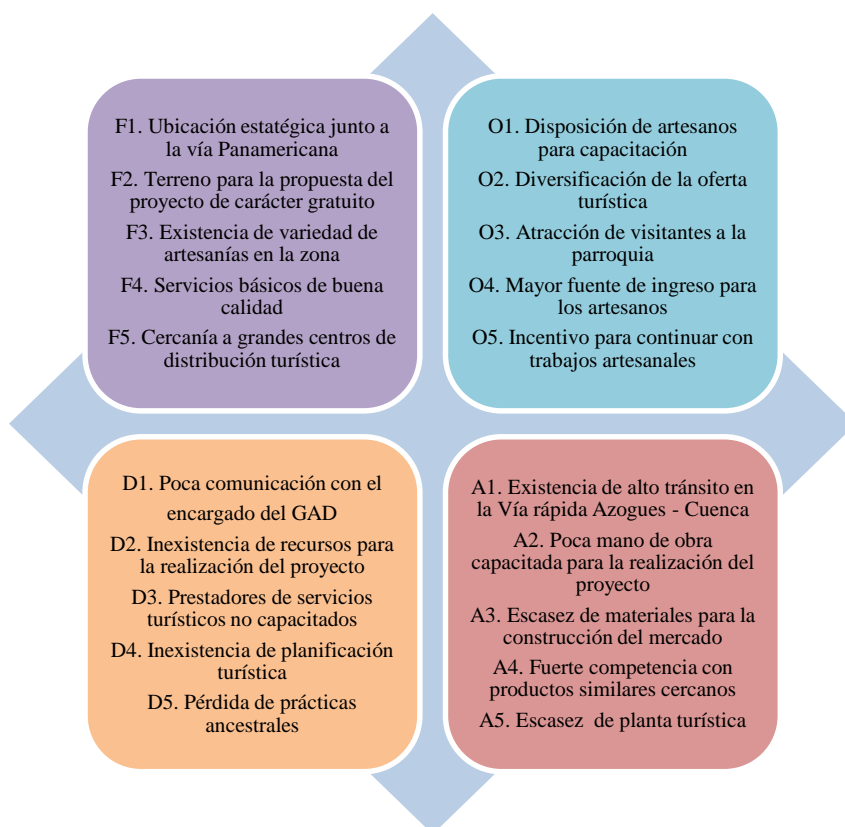 F1. Ubicación estatégica junto a
la vía Panamericana
F2. Terreno para la propuesta del
proyecto de carácter gratuito
F3. Existencia de variedad de
artesanías en la zona
F4. Servicios básicos de buena
calidad
F5. Cercanía a grandes centros de
distribución turística
O1. Disposición de artesanos
para capacitación
O2. Diversificación de la oferta
turística
O3. Atracción de visitantes a la
parroquia
O4. Mayor fuente de ingreso para
los artesanos
O5. Incentivo para continuar con
trabajos artesanales
D1. Poca comunicación con el
encargado del GAD
D2. Inexistencia de recursos para
la realización del proyecto
D3. Prestadores de servicios
turísticos no capacitados
D4. Inexistencia de planificación
turística
D5. Pérdida de prácticas
ancestrales
A1. Existencia de alto tránsito en
la Vía rápida Azogues - Cuenca
A2. Poca mano de obra
capacitada para la realización del
proyecto
A3. Escasez de materiales para la
construcción del mercado
A4. Fuerte competencia con
productos similares cercanos
A5. Escasez de planta turística